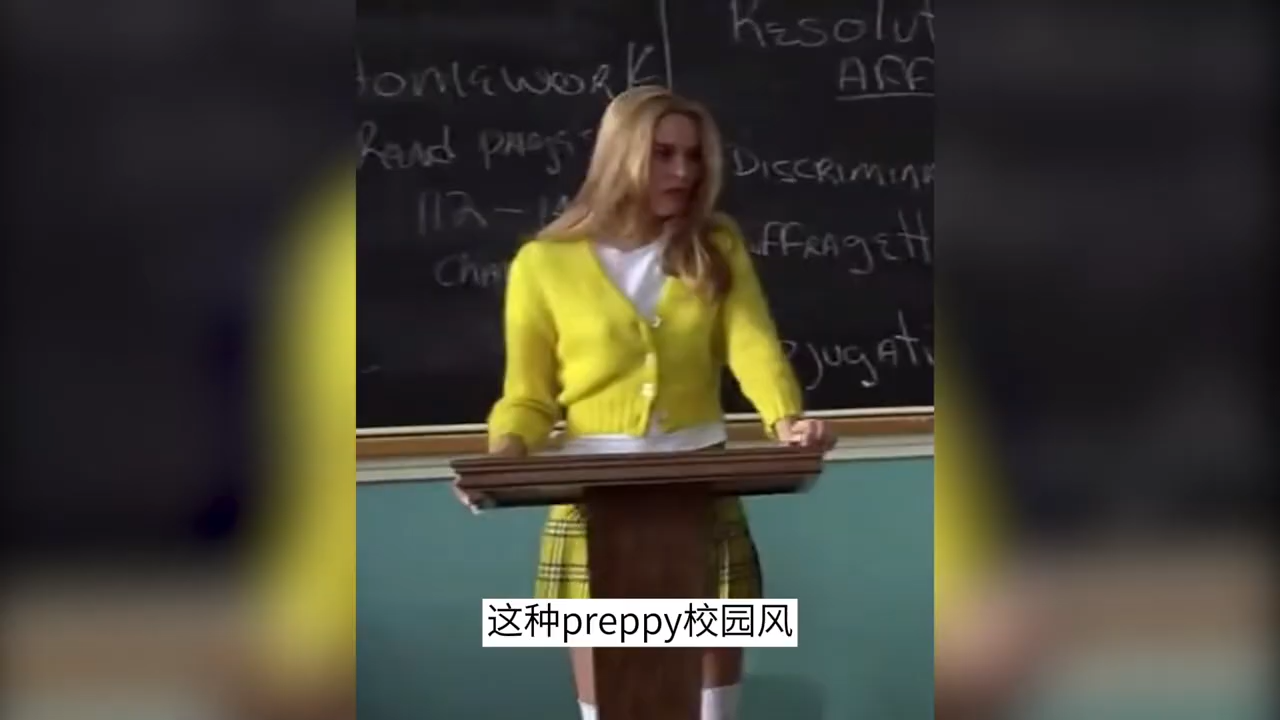 HOMEWORK
Read pages
112 –
Resolut
AFF
Discrimin
uffragett
jugati
这种preppy校园风